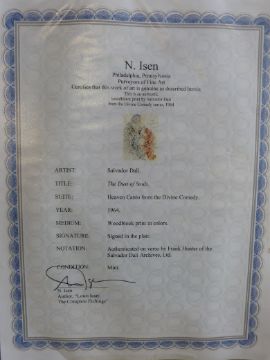 N. Isen
Philadelphia, Pennsylvania
Purveyors of Fine Art
Certifies that this work of art is genuine as described herein.
This is an authentic
woodblock print by Salvador Dali
from the Divine Comedy series, 1964
ARTIST: Salvador Dali.
TITLE: The Duet of Souls.
SUITE: Heaven Canto from the Divine Comedy.
YEAR: 1964.
MEDIUM: Woodblock print in colors.
SIGNATURE: Signed in the plate.
NOTATION: Authenticated on verso by Frank Hunter of the
Salvador Dali Archives, Ltd.
CONDITION: Mint.
N. Isen
Author, "Louis Icart:
The Complete Etchings"